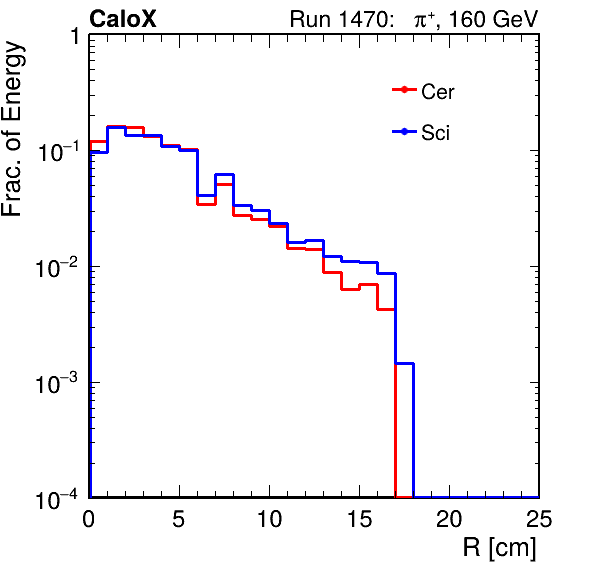 CaloX Run 1470: π⁺, 160 GeV
Frac. of Energy
1
10⁻¹
10⁻²
10⁻³
10⁻⁴
Cer
Sci
0 5 10 15 20 25
R [cm]